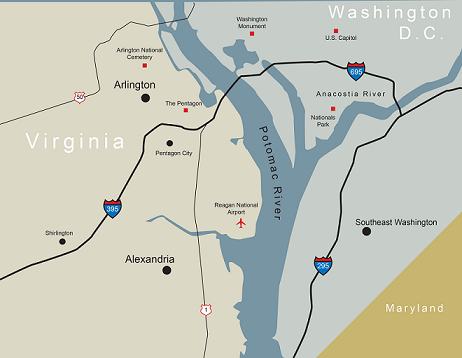 Washington
D.C.
Washington
Monument
U.S. Capitol
Arlington National
Cemetery
695
Arlington
50
The Pentagon
Anacostia River
Nationals
Park
Virginia
Potomac River
Pentagon City
395
Reagan National
Airport
Shirlington
Southeast Washington
Alexandria
295
1
Maryland